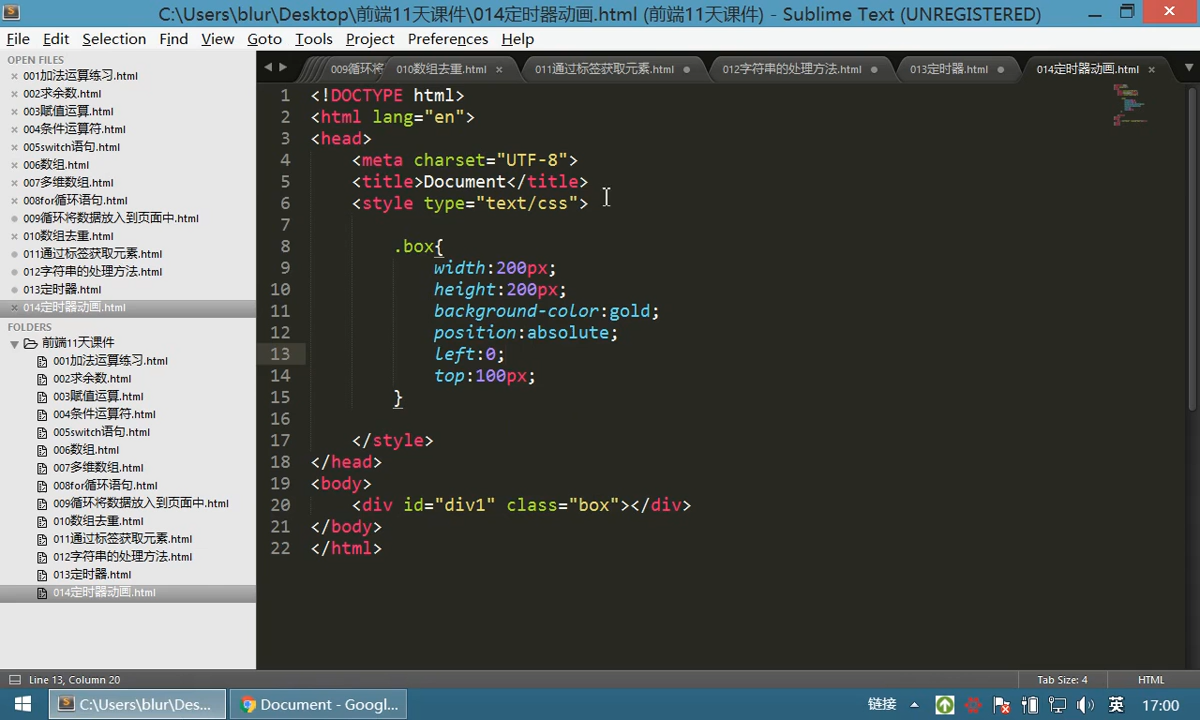 C:\Users\blur\Desktop\前端11天课件\014定时器动画.html (前端11天课件) - Sublime Text (UNREGISTERED)
File Edit Selection Find View Goto Tools Project Preferences Help
OPEN FILES
001加法运算练习.html
002求余数.html
003赋值运算.html
004条件运算符.html
005switch语句.html
006数组.html
007多维数组.html
008for循环语句.html
009循环将数据放入到页面中.html
010数组去重.html
011通过标签获取元素.html
012字符串的处理方法.html
013定时器.html
014定时器动画.html
FOLDERS
前端11天课件
001加法运算练习.html
002求余数.html
003赋值运算.html
004条件运算符.html
005switch语句.html
006数组.html
007多维数组.html
008for循环语句.html
009循环将数据放入到页面中.html
010数组去重.html
011通过标签获取元素.html
012字符串的处理方法.html
013定时器.html
014定时器动画.html
009循环将 010数组去重.html 011通过标签获取元素.html 012字符串的处理方法.html 013定时器.html 014定时器动画.html
1 <!DOCTYPE html>
2 <html lang="en">
3 <head>
4 <meta charset="UTF-8">
5 <title>Document</title>
6 <style type="text/css">
7
8 .box{
9 width:200px;
10 height:200px;
11 background-color:gold;
12 position:absolute;
13 left:0;
14 top:100px;
15 }
16
17 </style>
18 </head>
19 <body>
20 <div id="div1" class="box"></div>
21 </body>
22 </html>
Line 13, Column 20 Tab Size: 4 HTML
C:\Users\blur\Des... Document - Googl... 链接 英 17:00